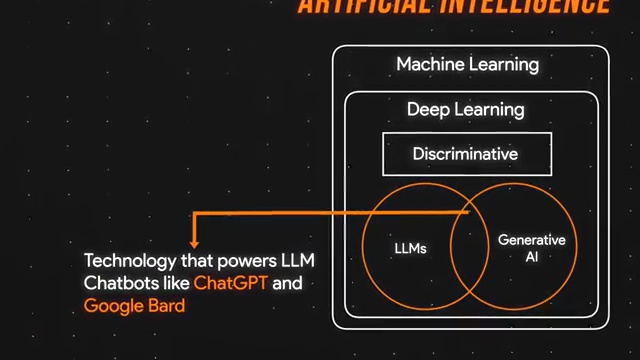 ARTIFICIAL INTELLIGENCE
Machine Learning
Deep Learning
Discriminative
LLMs
Generative
AI
Technology that powers LLM
Chatbots like ChatGPT and
Google Bard